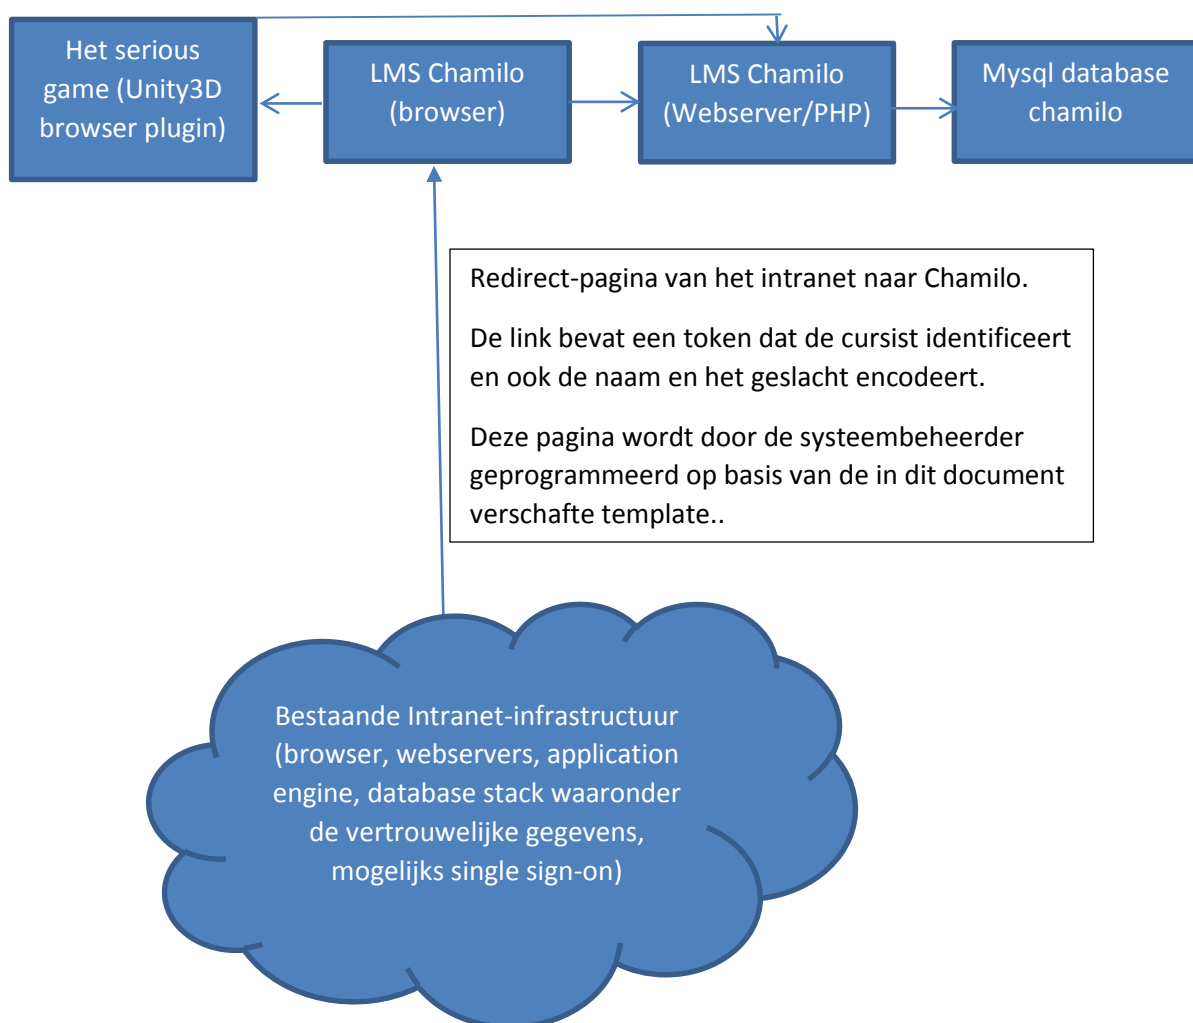 Het serious
game (Unity3D
browser plugin)
LMS Chamilo
(browser)
LMS Chamilo
(Webserver/PHP)
Mysql database
chamilo
Redirect-pagina van het intranet naar Chamilo.
De link bevat een token dat de cursist identificeert
en ook de naam en het geslacht encodeert.
Deze pagina wordt door de systeembeheerder
geprogrammeerd op basis van de in dit document
verschafte template..
Bestaande Intranet-infrastructuur
(browser, webservers, application
engine, database stack waaronder
de vertrouwelijke gegevens,
mogelijks single sign-on)